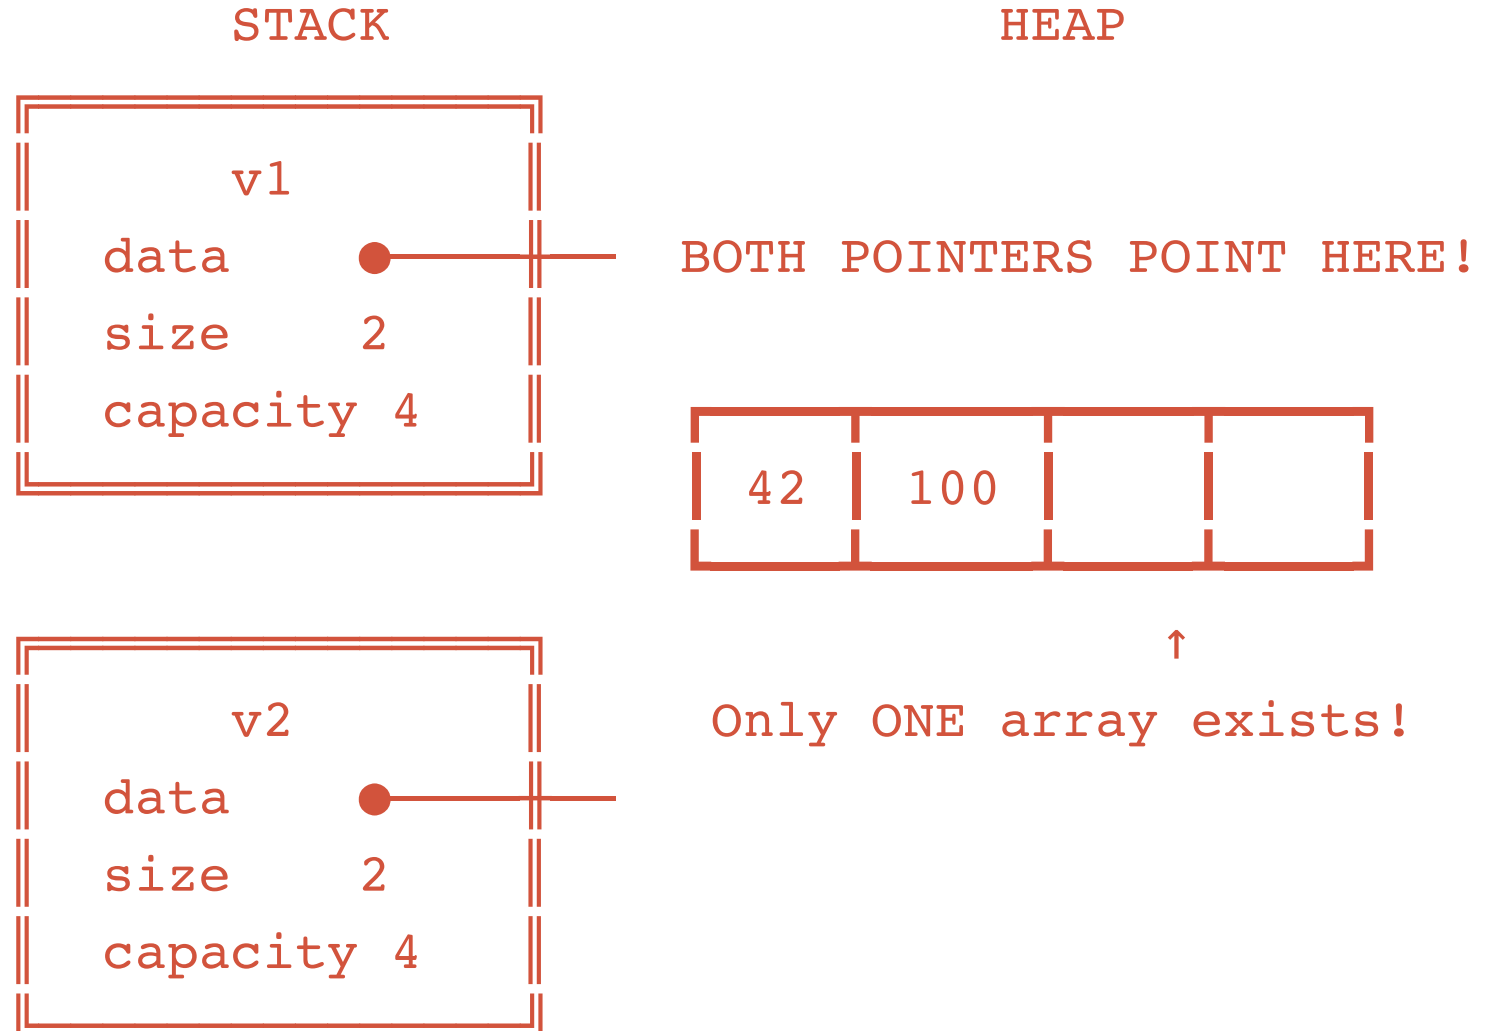 STACK HEAP
v1
data BOTH POINTERS POINT HERE!
size 2
capacity 4
42 100
↑
v2 Only ONE array exists!
data
size 2
capacity 4